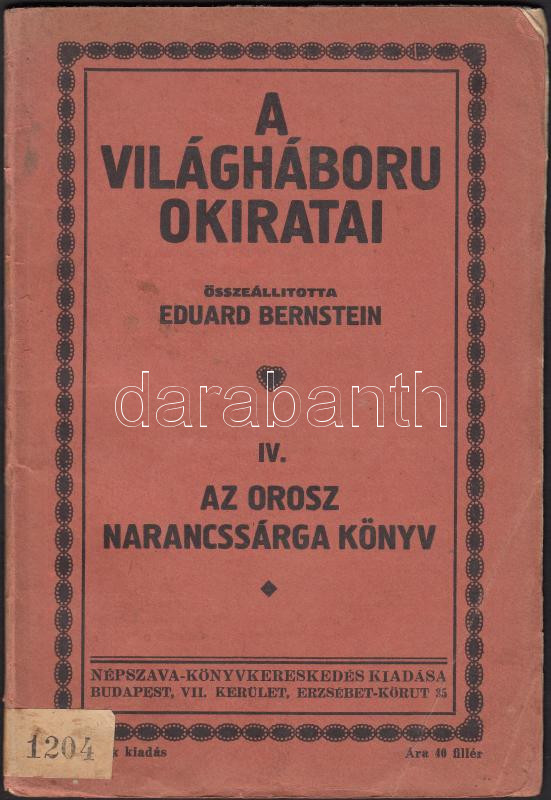 A
VILÁGHÁBORU
OKIRATAI
ÖSSZEÁLLITOTTA
EDUARD BERNSTEIN
darabanth
IV.
AZ OROSZ
NARANCSSÁRGA KÖNYV
NÉPSZAVA-KÖNYVKERESKEDÉS KIADÁSA
BUDAPEST, VII. KERÜLET, ERZSÉBET-KÖRUT 35
1204
kiadás Ára 40 fillér